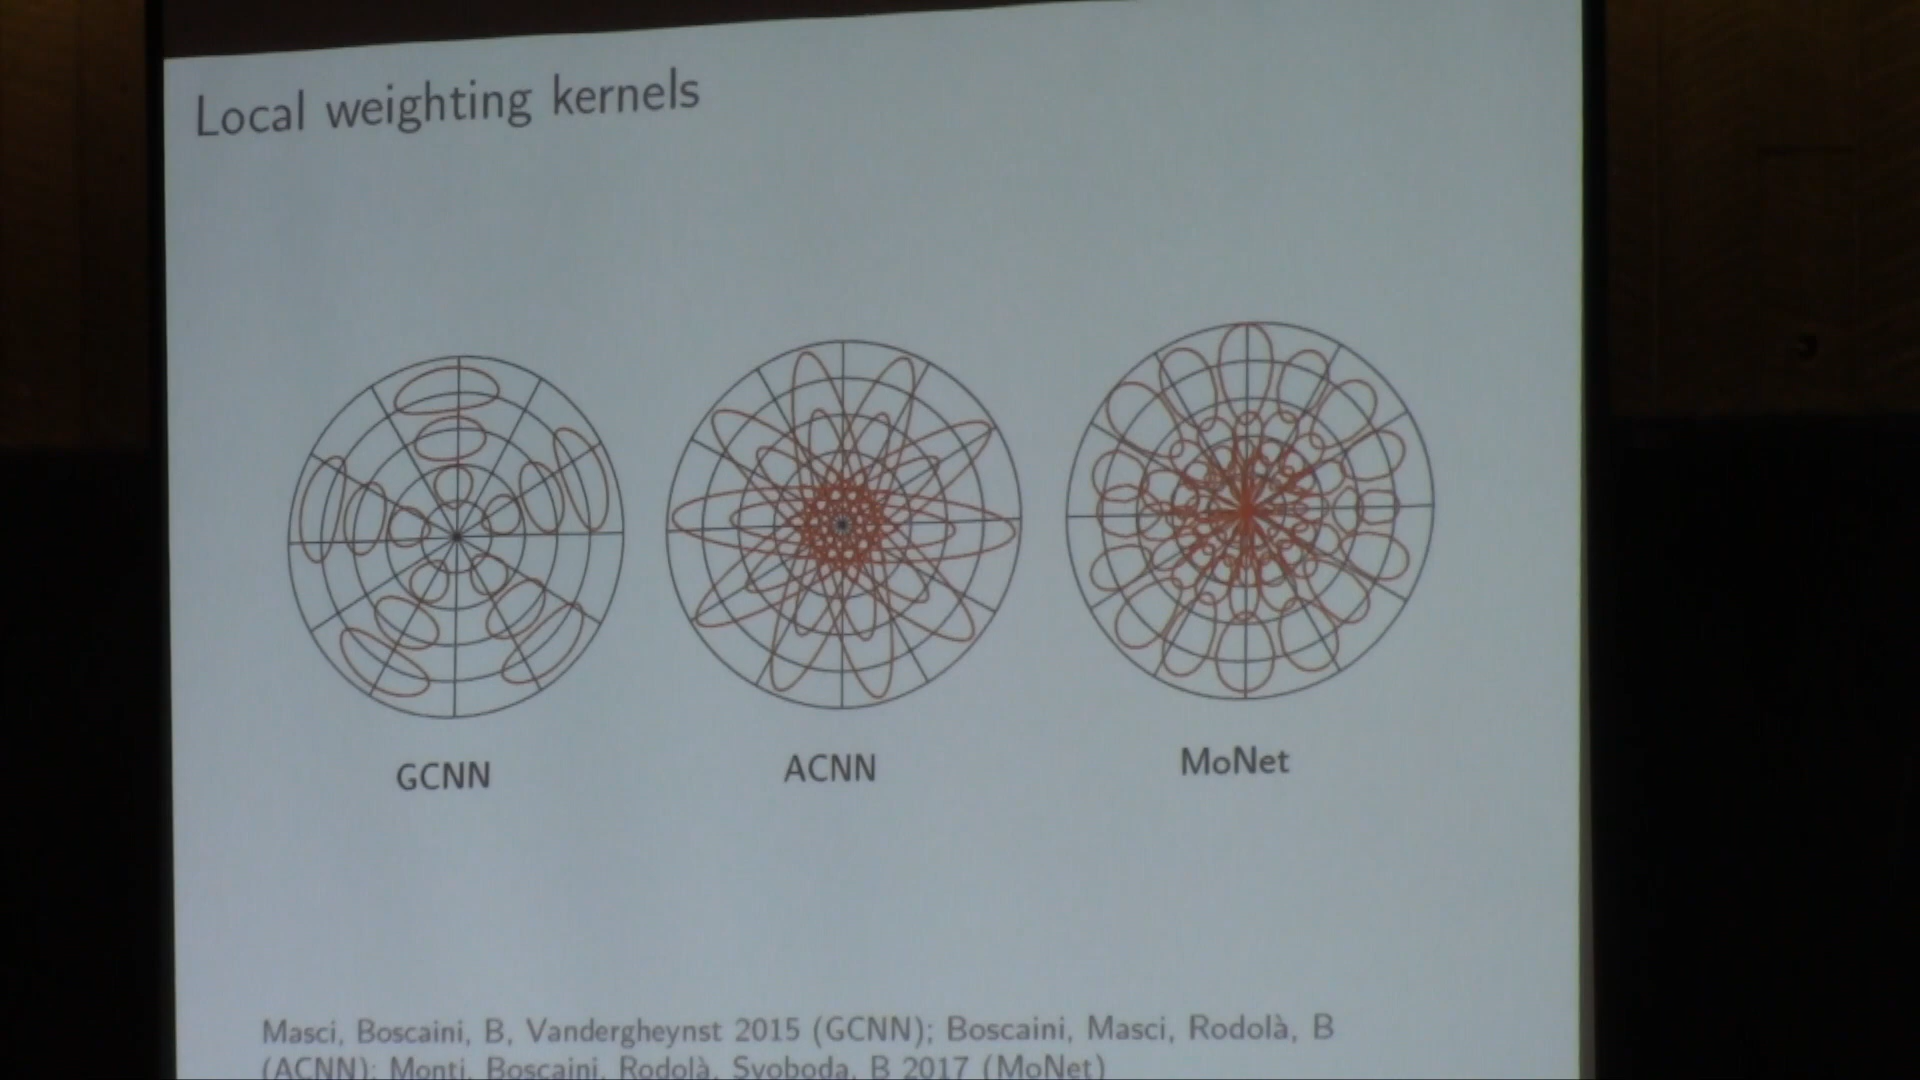 Local weighting kernels
GCNN
ACNN
MoNet
Masci, Boscaini, B, Vandergheynst 2015 (GCNN); Boscaini, Masci, Rodolà, B
(ACNN); Monti, Boscaini, Rodolà, Svoboda, B 2017 (MoNet)